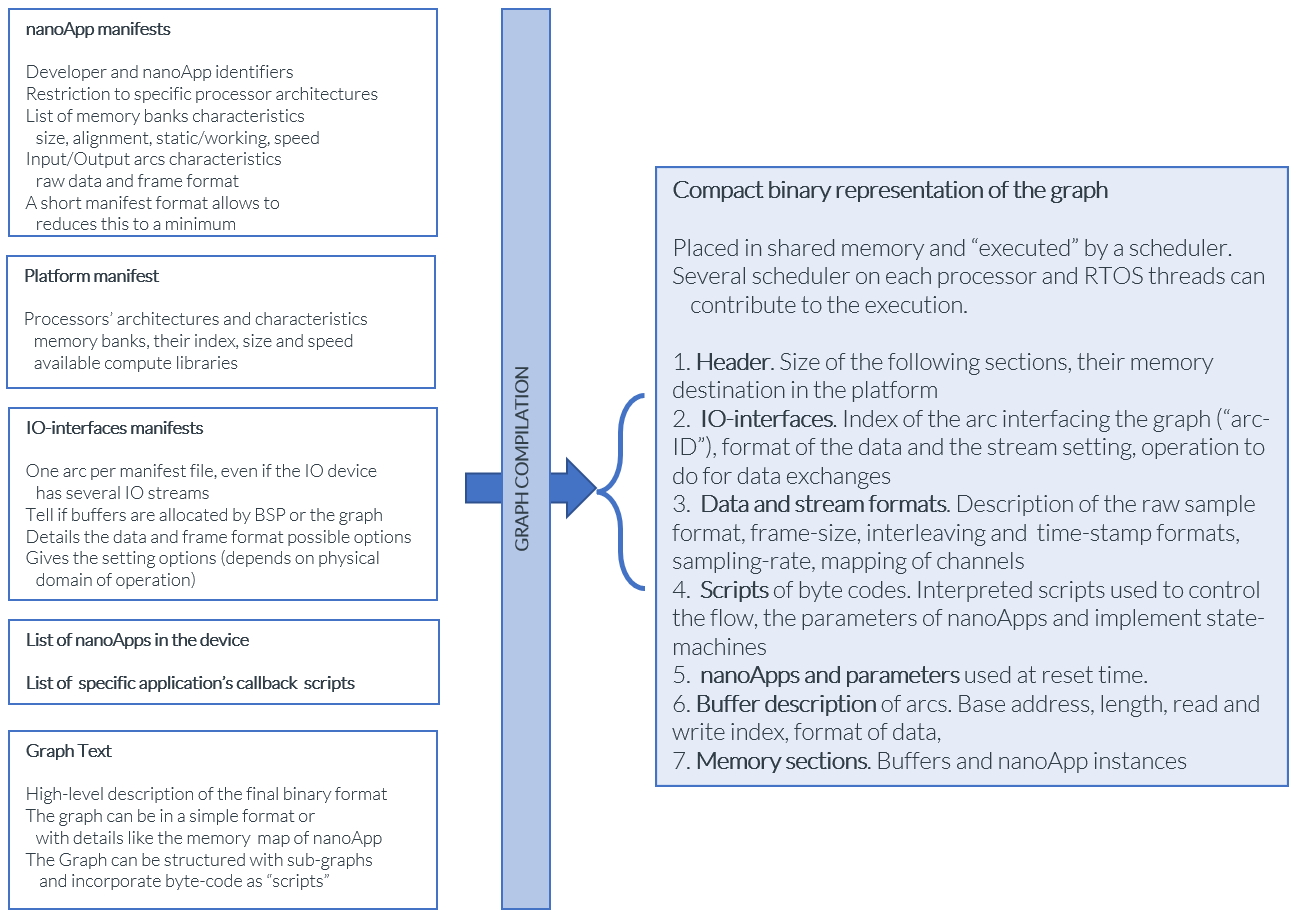 nanoApp manifests
Developer and nanoApp identifiers
Restriction to specific processor architectures
List of memory banks characteristics
size, alignment, static/working, speed
Input/Output arcs characteristics
raw data and frame format
A short manifest format allows to
reduces this to a minimum
Platform manifest
Processors’ architectures and characteristics
memory banks, their index, size and speed
available compute libraries
IO-interfaces manifests
One arc per manifest file, even if the IO device
has several IO streams
Tell if buffers are allocated by BSP or the graph
Details the data and frame format possible options
Gives the setting options (depends on physical
domain of operation)
List of nanoApps in the device
List of specific application’s callback scripts
Graph Text
High-level description of the final binary format
The graph can be in a simple format or
with details like the memory map of nanoApp
The Graph can be structured with sub-graphs
and incorporate byte-code as “scripts”
GRAPH COMPILATION
Compact binary representation of the graph
Placed in shared memory and “executed” by a scheduler.
Several scheduler on each processor and RTOS threads can
contribute to the execution.
1. Header. Size of the following sections, their memory
destination in the platform
2. IO-interfaces. Index of the arc interfacing the graph (“arc-
ID”), format of the data and the stream setting, operation to
do for data exchanges
3. Data and stream formats. Description of the raw sample
format, frame-size, interleaving and time-stamp formats,
sampling-rate, mapping of channels
4. Scripts of byte codes. Interpreted scripts used to control
the flow, the parameters of nanoApps and implement state-
machines
5. nanoApps and parameters used at reset time.
6. Buffer description of arcs. Base address, length, read and
write index, format of data,
7. Memory sections. Buffers and nanoApp instances